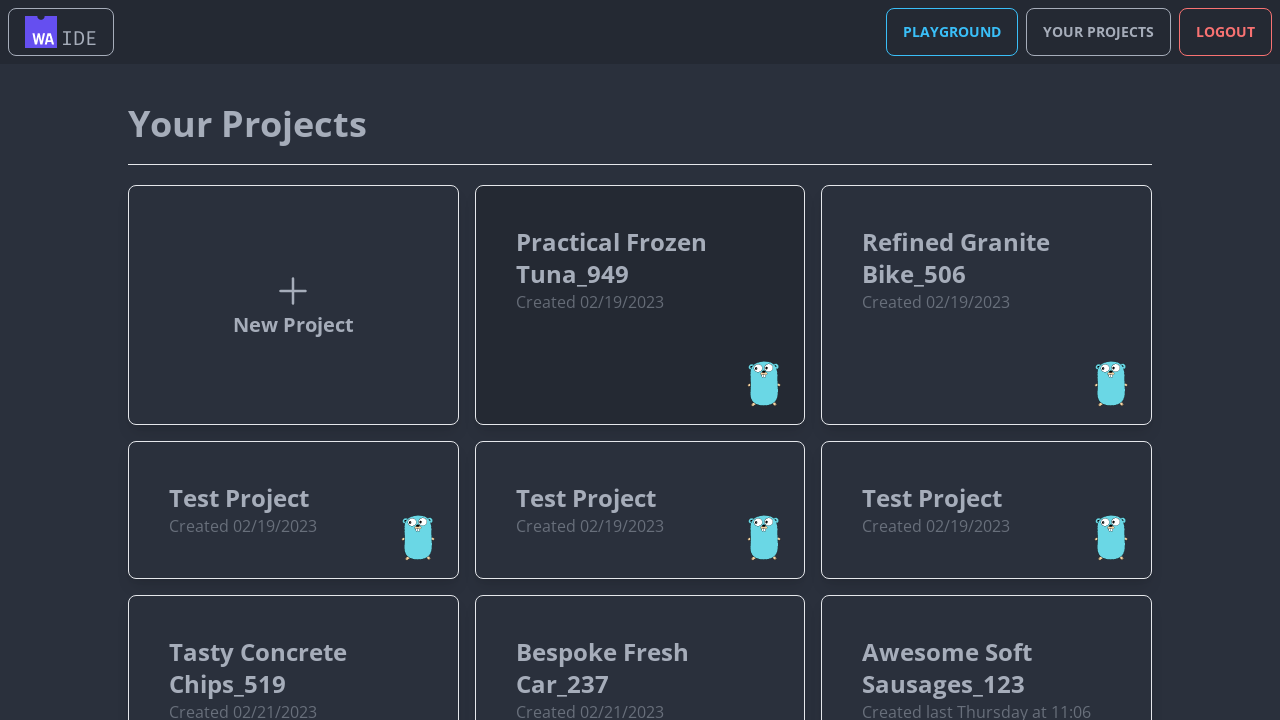 WA IDE
PLAYGROUND
YOUR PROJECTS
LOGOUT
Your Projects
New Project
Practical Frozen
Tuna_949
Created 02/19/2023
Refined Granite
Bike_506
Created 02/19/2023
Test Project
Created 02/19/2023
Test Project
Created 02/19/2023
Test Project
Created 02/19/2023
Tasty Concrete
Chips_519
Created 02/21/2023
Bespoke Fresh
Car_237
Created 02/21/2023
Awesome Soft
Sausages_123
Created last Thursday at 11:06